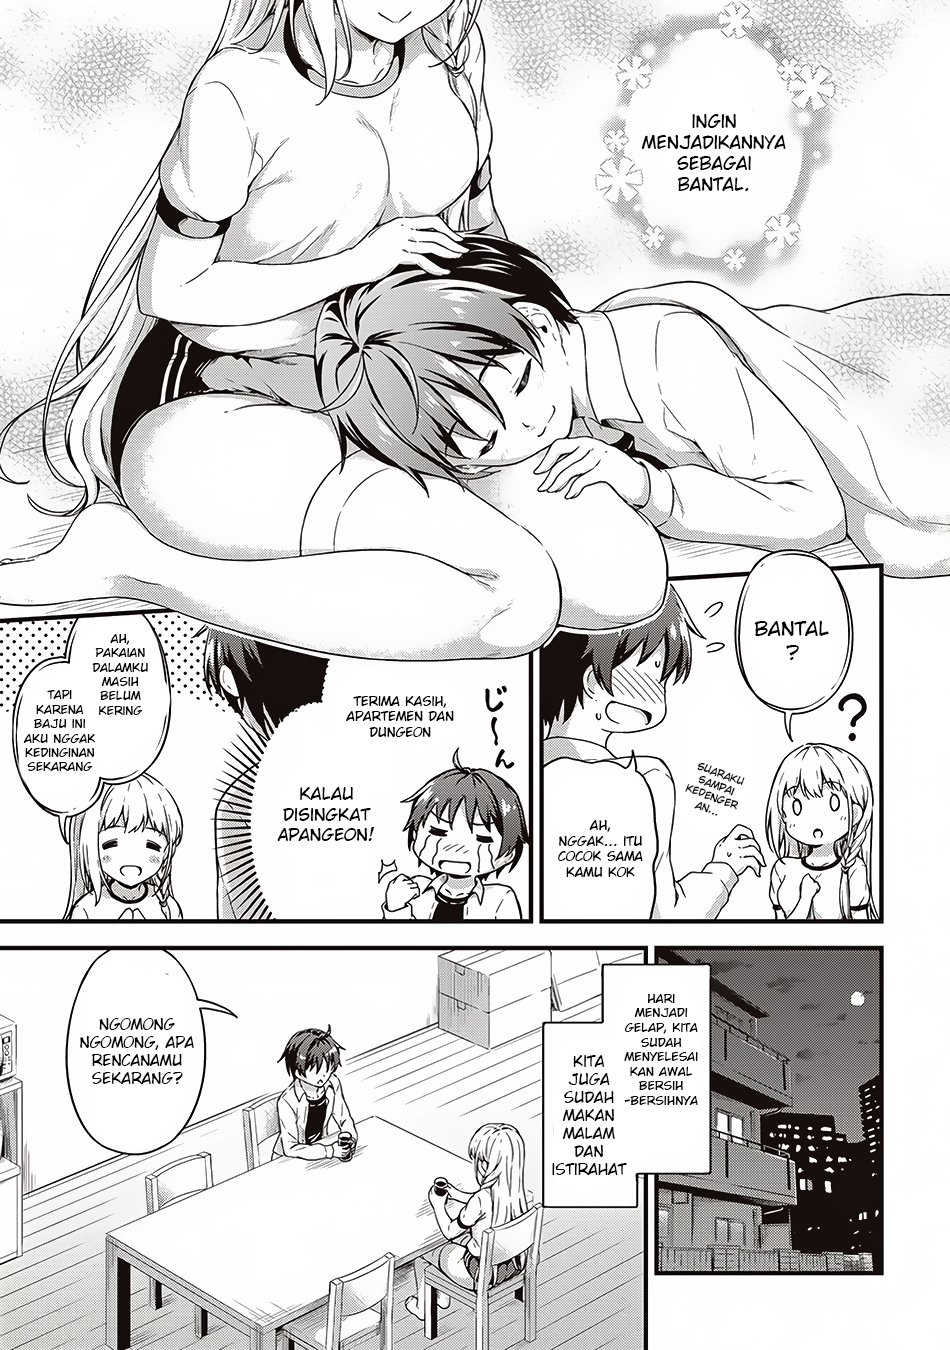 INGIN
MENJADIKANNYA
SEBAGAI
BANTAL.
BANTAL
?
?
SUARAKU
SAMPAI
KEDENGER
AN...
AH,
NGGAK... ITU
COCOK SAMA
KAMU KOK
じ〜ん
TERIMA KASIH,
APARTEMEN DAN
DUNGEON
KALAU
DISINGKAT
APANGEON!
AH,
PAKAIAN
DALAMKU
MASIH
BELUM
KERING
TAPI
KARENA
BAJU INI
AKU NGGAK
KEDINGINAN
SEKARANG
HARI
MENJADI
GELAP, KITA
SUDAH
MENYELESAI
KAN AWAL
BERSIH
-BERSIHNYA
KITA
JUGA
SUDAH
MAKAN
MALAM
DAN
ISTIRAHAT
NGOMONG
NGOMONG, APA
RENCANAMU
SEKARANG?